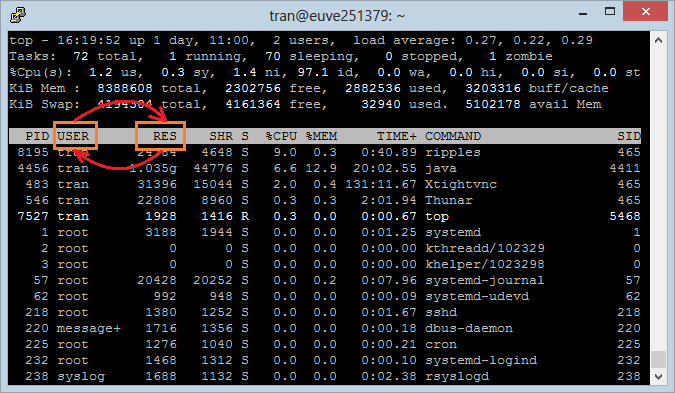 tran@euve251379: ~
top - 16:19:52 up 1 day, 11:00, 2 users, load average: 0.27, 0.22, 0.29
Tasks: 72 total, 1 running, 70 sleeping, 0 stopped, 1 zombie
%Cpu(s): 1.2 us, 0.3 sy, 1.4 ni, 97.1 id, 0.0 wa, 0.0 hi, 0.0 si, 0.0 st
KiB Mem : 8388608 total, 2302756 free, 2882536 used, 3203316 buff/cache
KiB Swap: 4194304 total, 4161364 free, 32940 used. 5102178 avail Mem
PID USER RES SHR S %CPU %MEM TIME+ COMMAND SID
8195 tran 4648 S 9.0 0.3 0:40.89 ripples 465
4456 tran 1.035g 44776 S 6.6 12.9 20:02.55 java 4411
483 tran 31396 15044 S 2.0 0.4 131:11.67 Xtightvnc 465
546 tran 22808 8960 S 0.3 0.3 2:01.94 Thunar 465
7527 tran 1928 1416 R 0.3 0.0 0:00.67 top 5468
1 root 3188 1944 S 0.0 0.0 0:01.25 systemd 1
2 root 0 0 S 0.0 0.0 0:00.00 kthreadd/102329 0
3 root 0 0 S 0.0 0.0 0:00.00 khelper/1023298 0
57 root 20428 20252 S 0.0 0.2 0:07.96 systemd-journal 57
62 root 992 948 S 0.0 0.0 0:00.09 systemd-udevd 62
218 root 1380 1252 S 0.0 0.0 0:01.67 sshd 218
220 message+ 1716 1356 S 0.0 0.0 0:00.18 dbus-daemon 220
225 root 1276 1040 S 0.0 0.0 0:00.21 cron 225
232 root 1468 1312 S 0.0 0.0 0:00.10 systemd-logind 232
238 syslog 1688 1132 S 0.0 0.0 0:02.38 rsyslogd 238